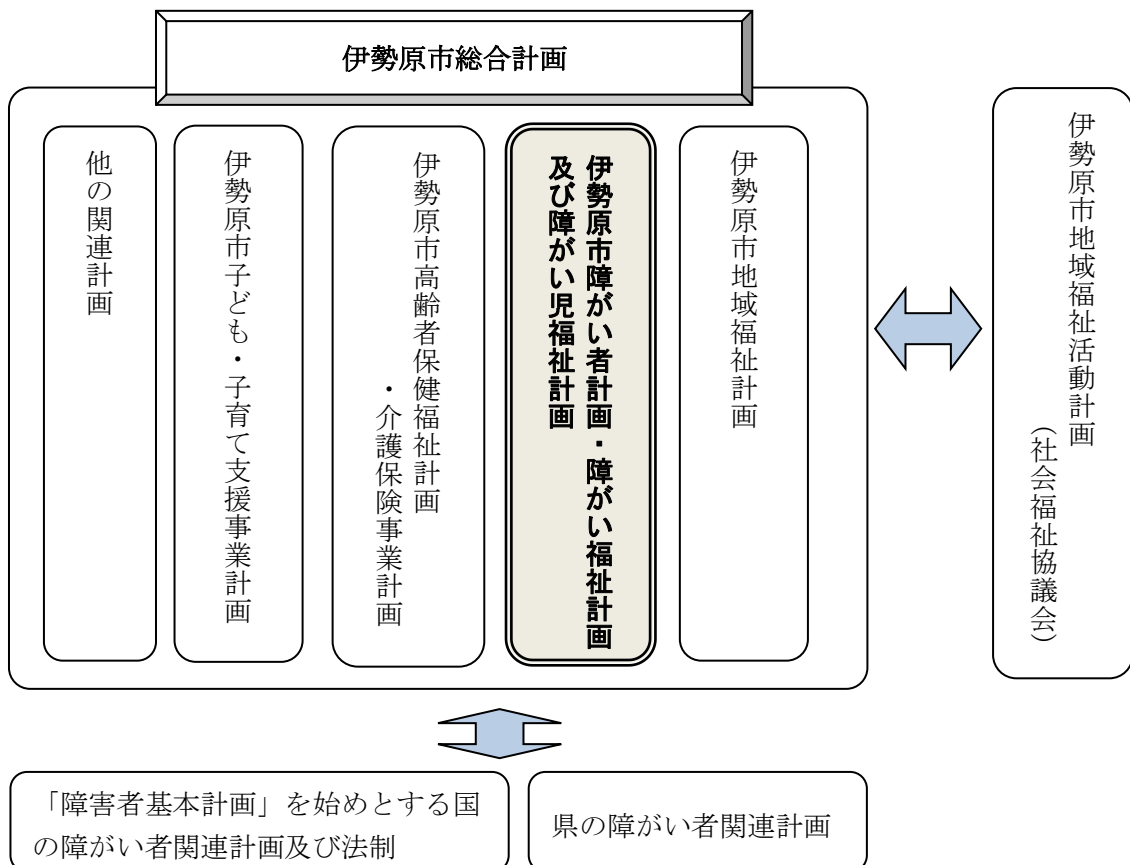 伊勢原市総合計画
伊勢原市地域福祉計画
伊勢原市障がい者計画・障がい福祉計画
及び障がい児福祉計画
伊勢原市高齢者保健福祉計画
・介護保険事業計画
伊勢原市子ども・子育て支援事業計画
他の関連計画
伊勢原市地域福祉活動計画
（社会福祉協議会）
「障害者基本計画」を始めとする国
の障がい者関連計画及び法制
県の障がい者関連計画